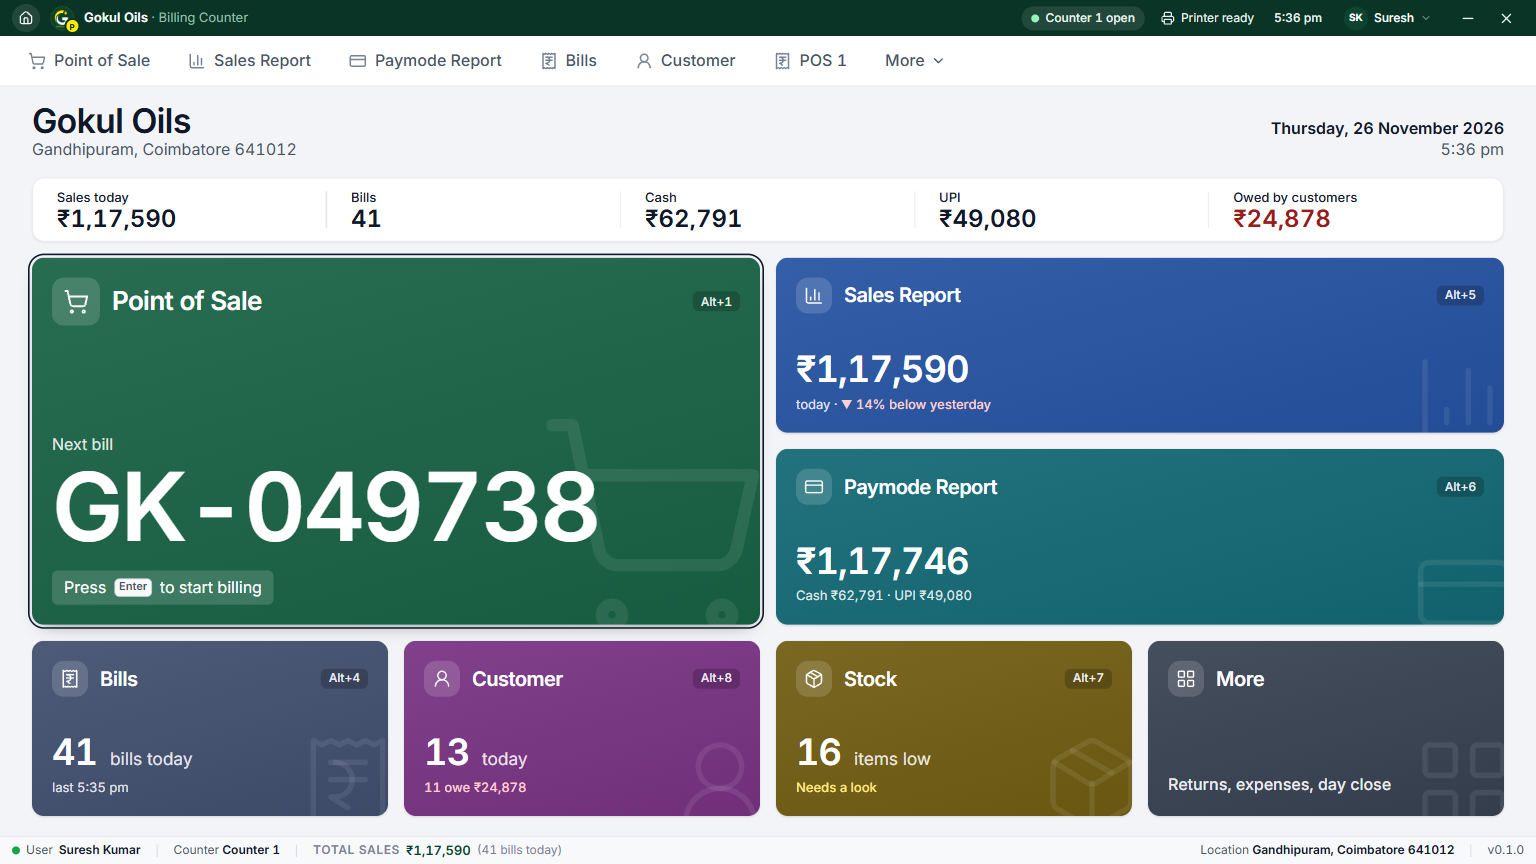 Gokul Oils · Billing Counter
Counter 1 open
Printer ready
5:36 pm
SK Suresh
P
Point of Sale
Sales Report
Paymode Report
Bills
Customer
POS 1
More
Gokul Oils
Gandhipuram, Coimbatore 641012
Thursday, 26 November 2026
5:36 pm
Sales today
₹1,17,590
Bills
41
Cash
₹62,791
UPI
₹49,080
Owed by customers
₹24,878
Point of Sale
Alt+1
Next bill
GK-049738
Press Enter to start billing
Sales Report
Alt+5
₹1,17,590
today · ▼ 14% below yesterday
Paymode Report
Alt+6
₹1,17,746
Cash ₹62,791 · UPI ₹49,080
Bills
Alt+4
41 bills today
last 5:35 pm
Customer
Alt+8
13 today
11 owe ₹24,878
Stock
Alt+7
16 items low
Needs a look
More
Returns, expenses, day close
User Suresh Kumar
Counter Counter 1
TOTAL SALES ₹1,17,590 (41 bills today)
Location Gandhipuram, Coimbatore 641012
v0.1.0